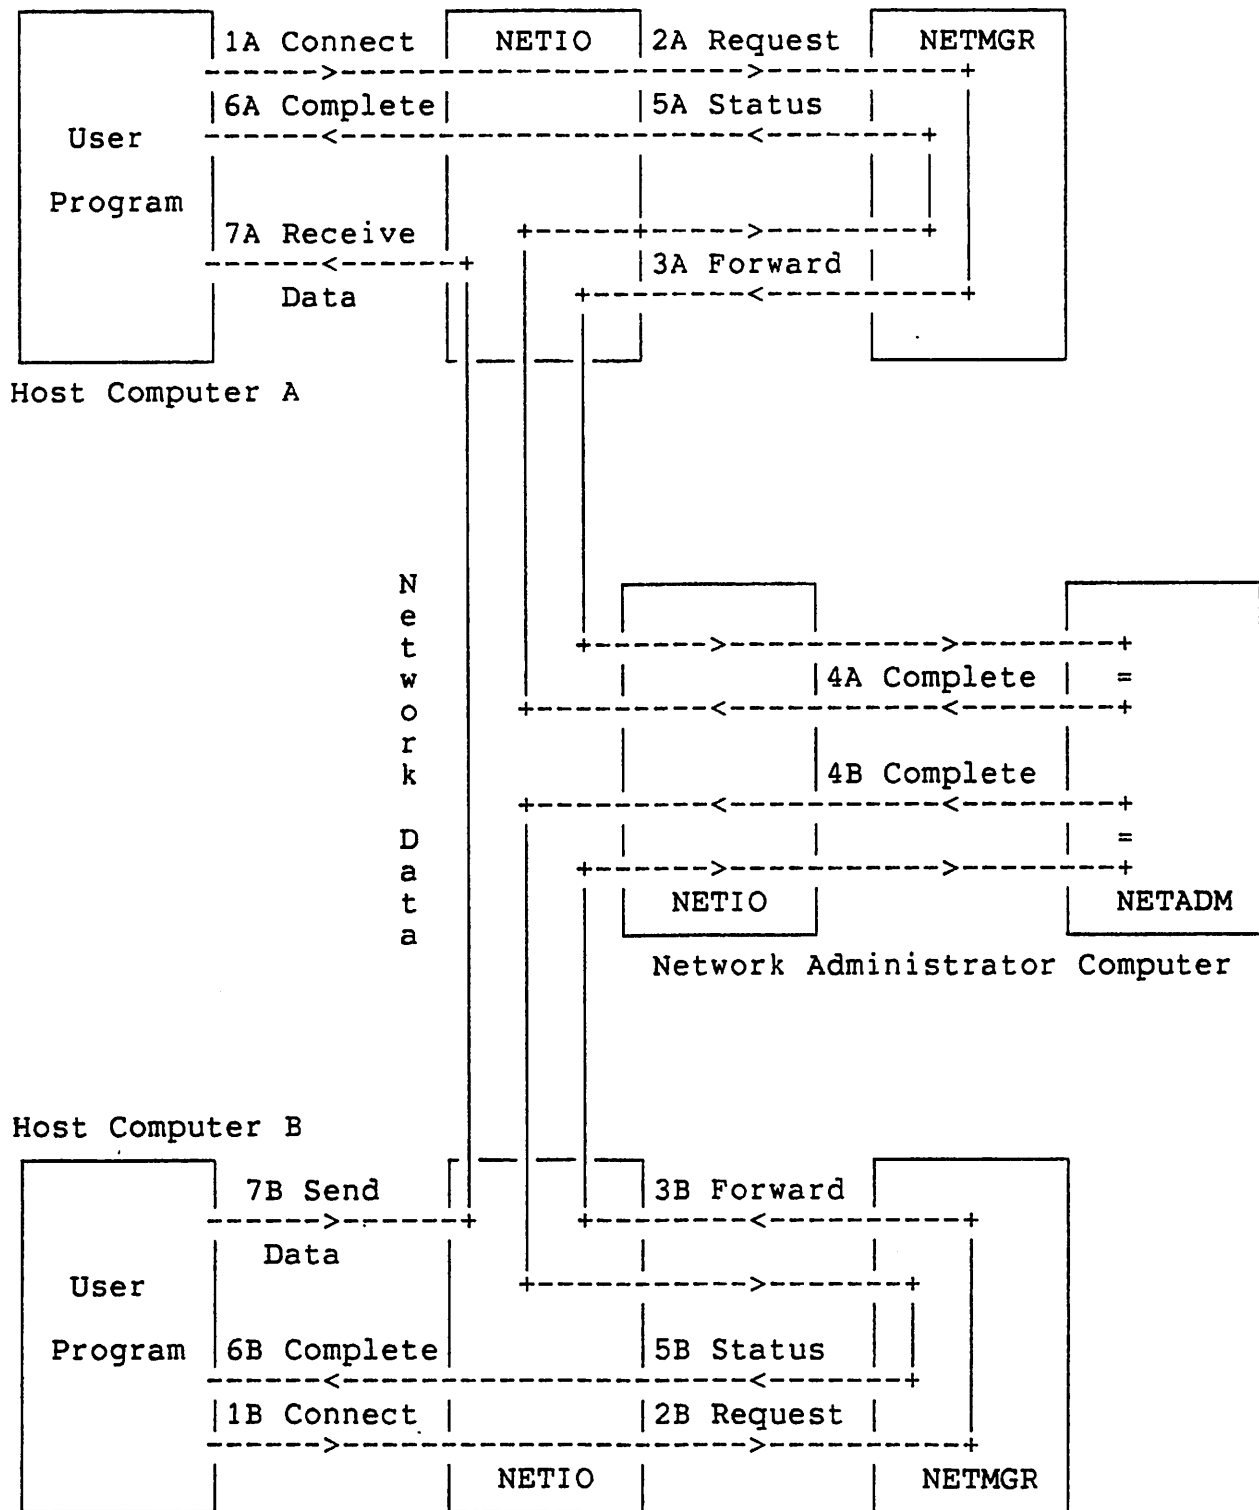 1A Connect NETIO 2A Request NETMGR
6A Complete 5A Status
User
Program
7A Receive
3A Forward
Data
Host Computer A
Network Data
4A Complete =
4B Complete
=
NETIO NETADM
Network Administrator Computer
Host Computer B
7B Send 3B Forward
Data
User
Program 6B Complete 5B Status
1B Connect 2B Request
NETIO NETMGR